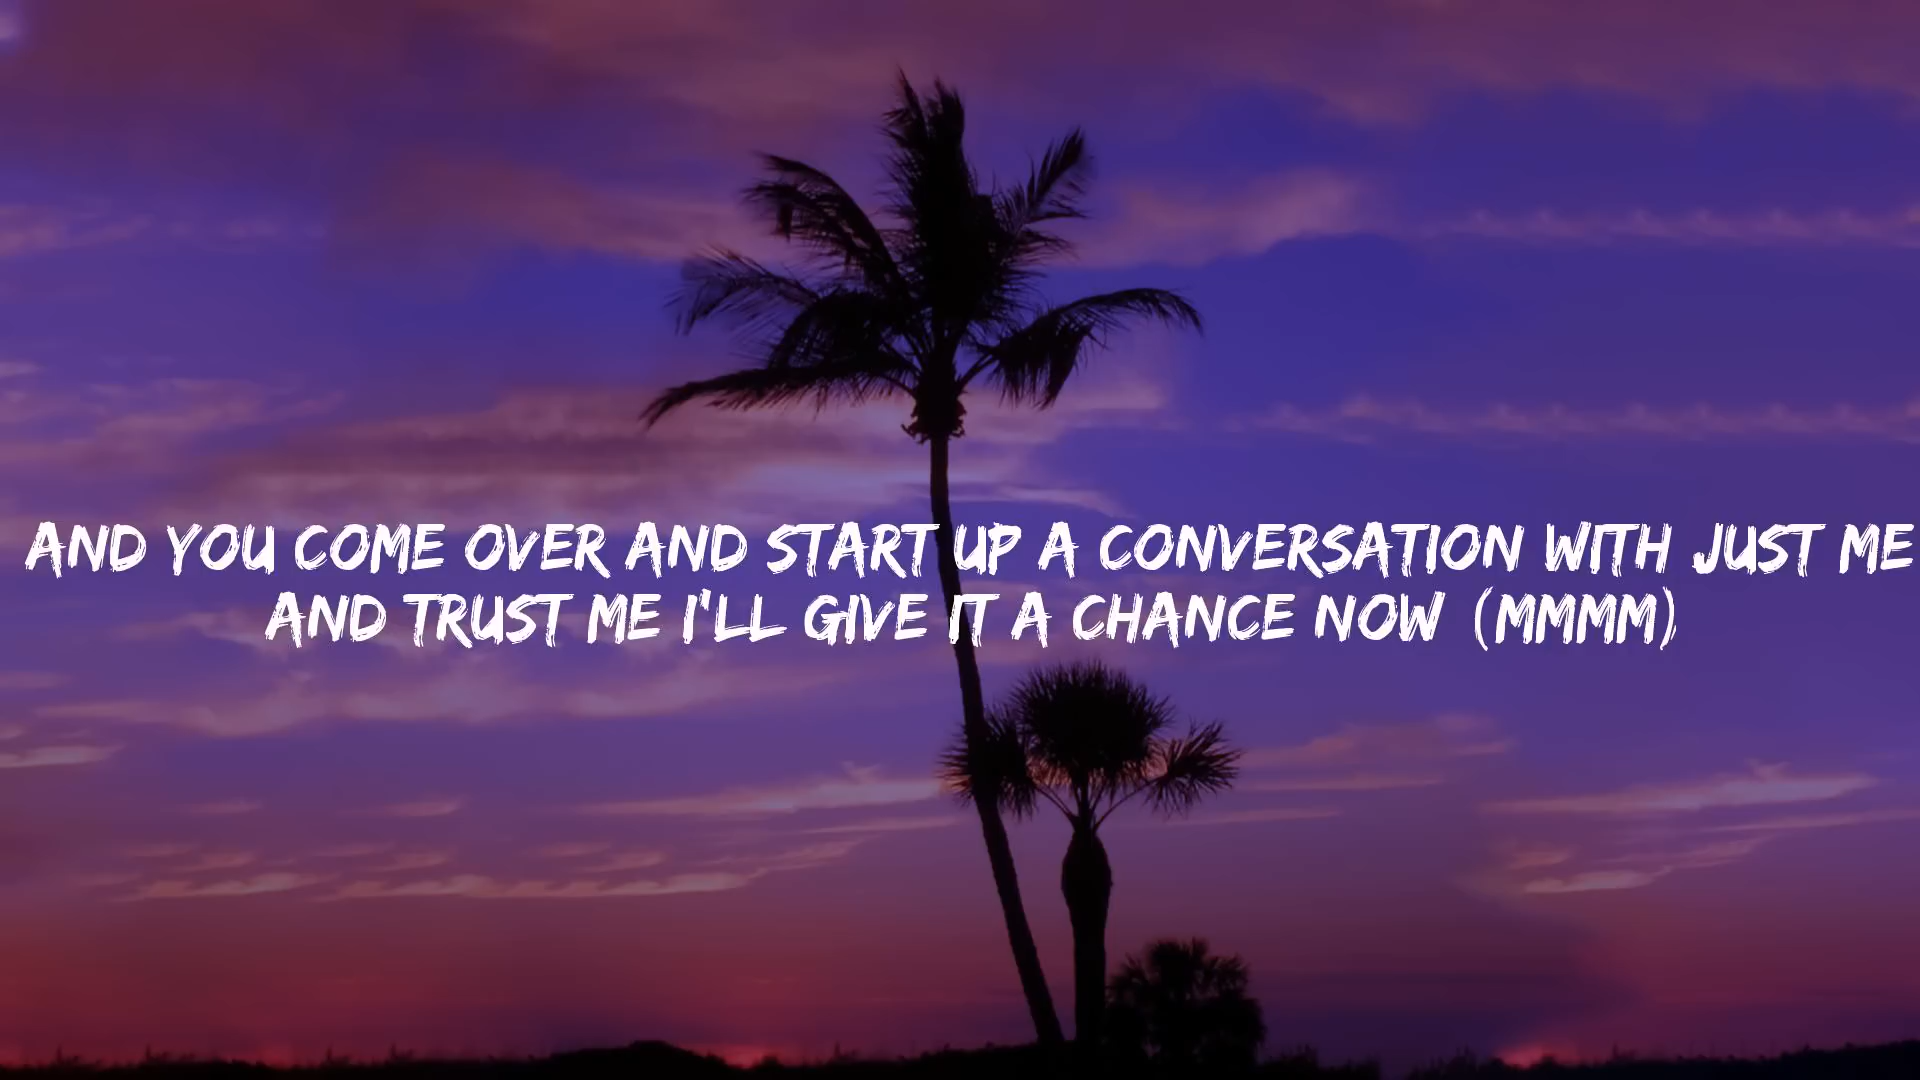 AND YOU COME OVER AND START UP A CONVERSATION WITH JUST ME
AND TRUST ME I'LL GIVE IT A CHANCE NOW (MMMM)